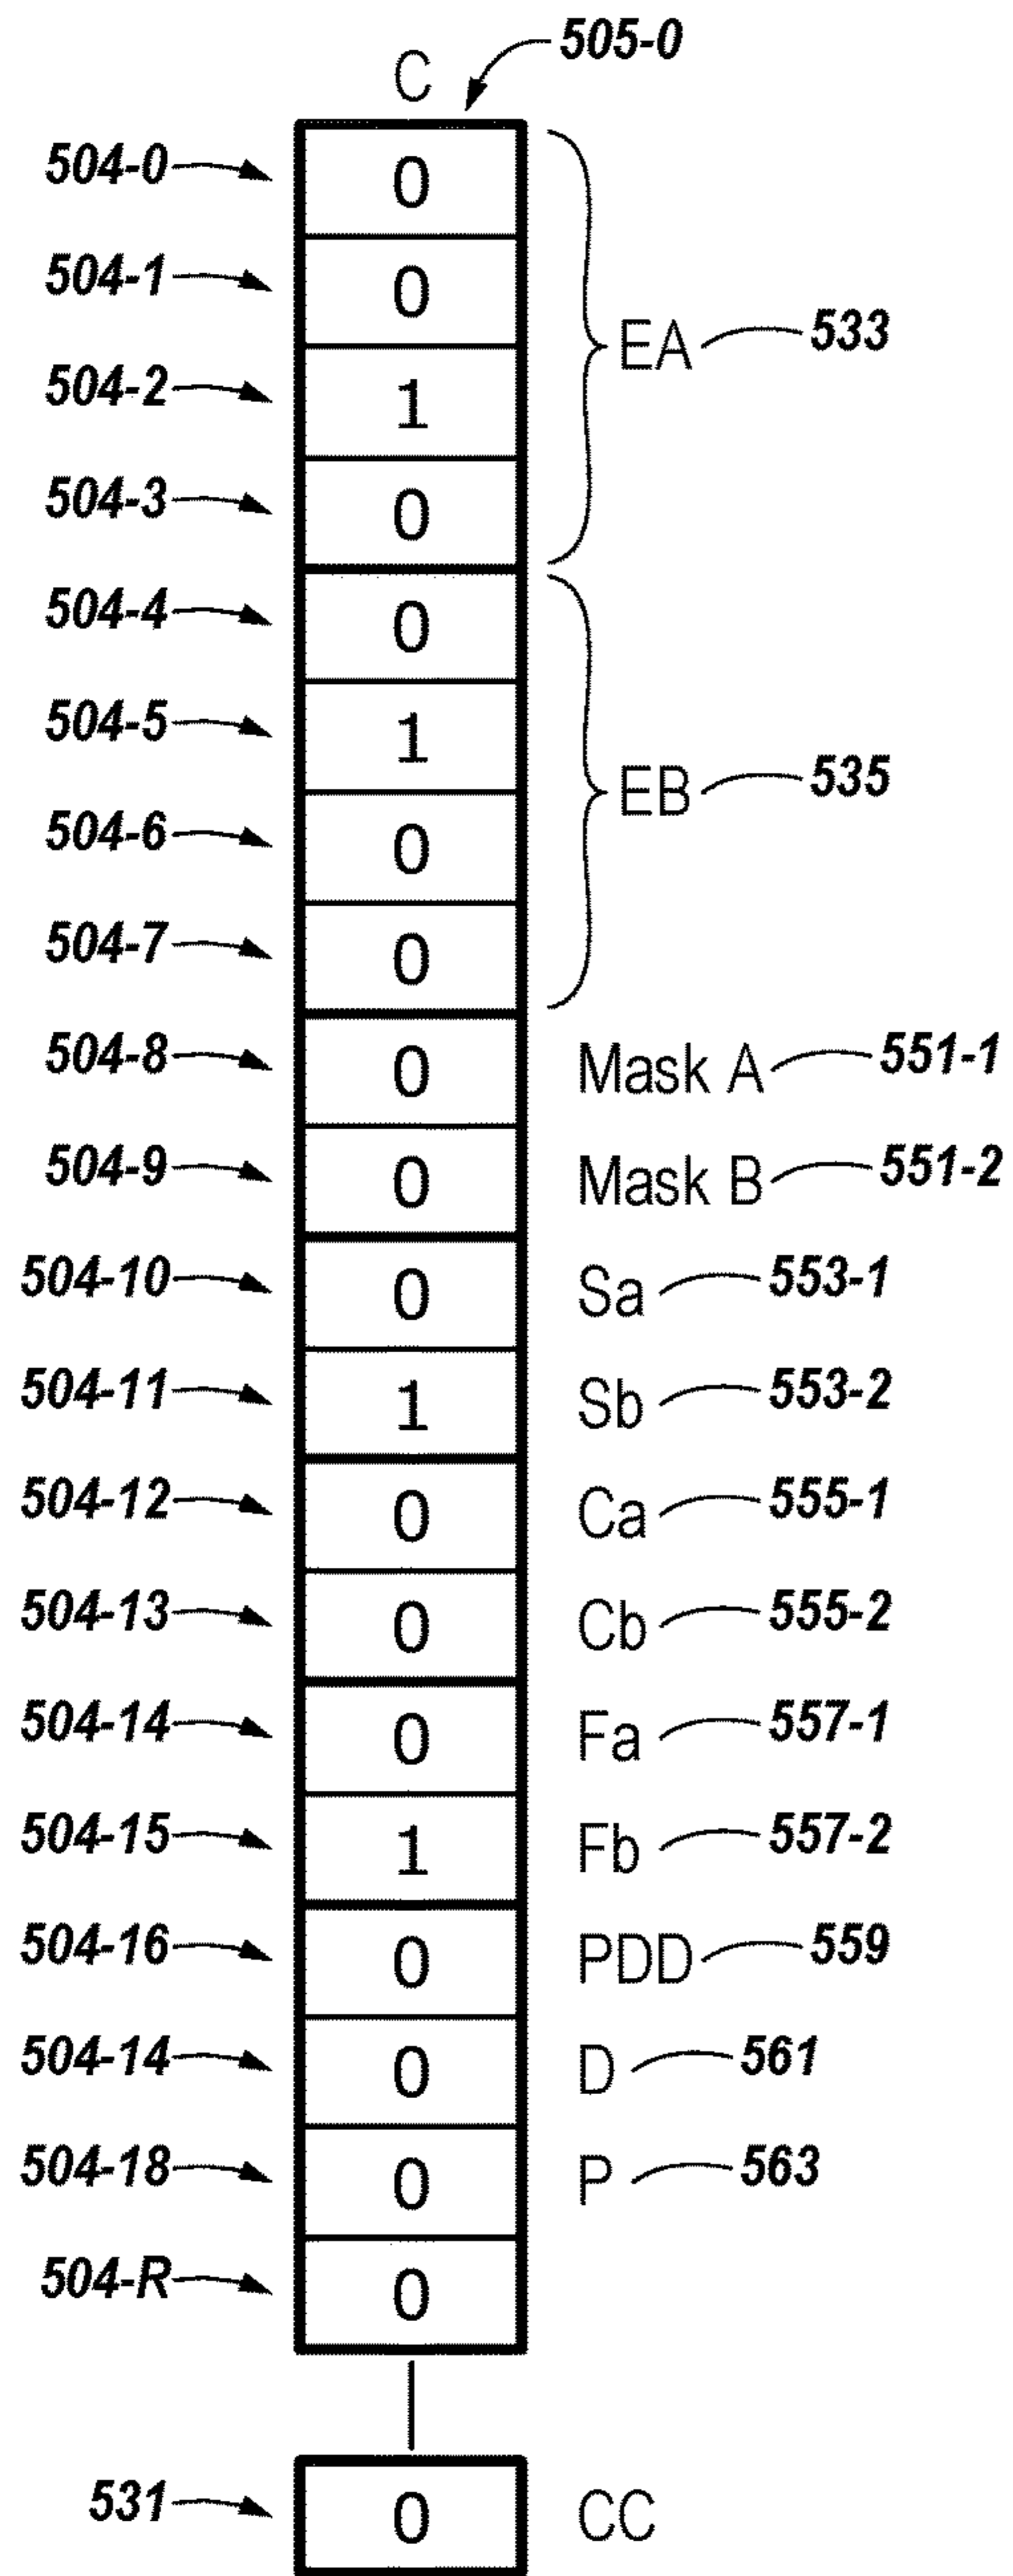 C 505-0
504-0 0
504-1 0
EA 533
504-2 1
504-3 0
504-4 0
504-5 1
EB 535
504-6 0
504-7 0
504-8 0 Mask A 551-1
504-9 0 Mask B 551-2
504-10 0 Sa 553-1
504-11 1 Sb 553-2
504-12 0 Ca 555-1
504-13 0 Cb 555-2
504-14 0 Fa 557-1
504-15 1 Fb 557-2
504-16 0 PDD 559
504-14 0 D 561
504-18 0 P 563
504-R 0
531 0 CC